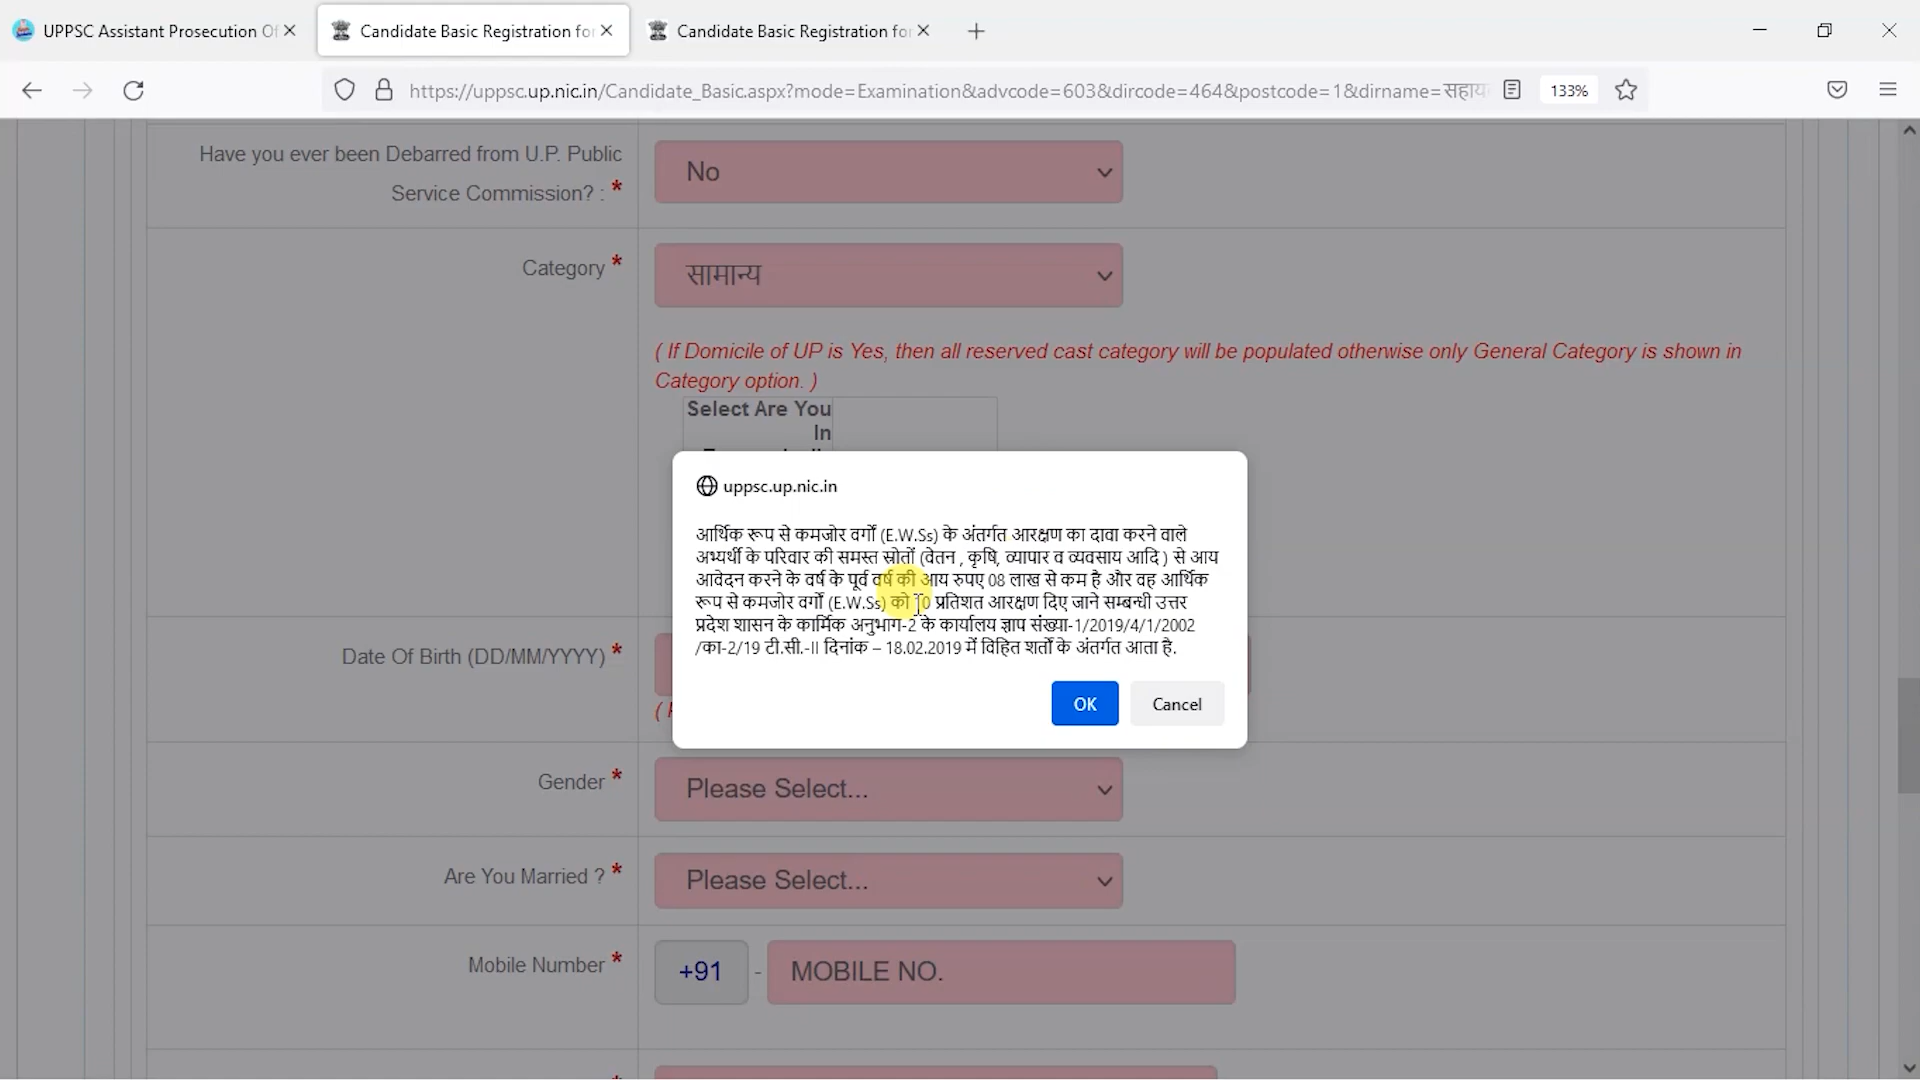 UPPSC Assistant Prosecution Of
Candidate Basic Registration for
Candidate Basic Registration for
https://uppsc.up.nic.in/Candidate_Basic.aspx?mode=Examination&advcode=603&dircode=464&postcode=1&dirname=सहायक
133%
Have you ever been Debarred from U.P. Public
Service Commission? : *
No
Category *
सामान्य
( If Domicile of UP is Yes, then all reserved cast category will be populated otherwise only General Category is shown in
Category option. )
Select Are You
In
uppsc.up.nic.in
आर्थिक रूप से कमजोर वर्गों (E.W.Ss) के अंतर्गत आरक्षण का दावा करने वाले
अभ्यर्थी के परिवार की समस्त स्रोतों (वेतन , कृषि, व्यापार व व्यवसाय आदि ) से आय
आवेदन करने के वर्ष के पूर्व वर्ष की आय रुपए 08 लाख से कम है और वह आर्थिक
रूप से कमजोर वर्गों (E.W.Ss) को 10 प्रतिशत आरक्षण दिए जाने सम्बन्धी उत्तर
प्रदेश शासन के कार्मिक अनुभाग-2 के कार्यालय ज्ञाप संख्या-1/2019/4/1/2002
/का-2/19 टी.सी.-II दिनांक – 18.02.2019 में विहित शर्तों के अंतर्गत आता है.
OK
Cancel
Date Of Birth (DD/MM/YYYY) *
Gender *
Please Select...
Are You Married ? *
Please Select...
Mobile Number *
+91 - MOBILE NO.